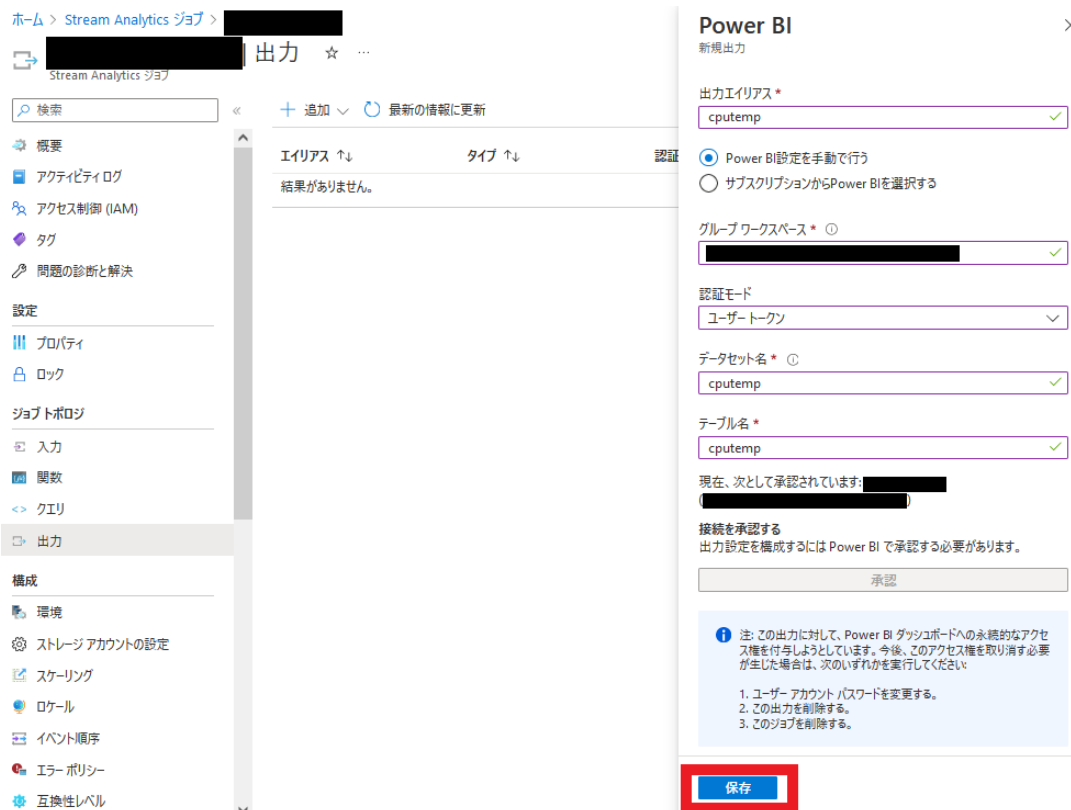 ホーム > Stream Analytics ジョブ >
| 出力 ☆ …
Stream Analytics ジョブ
検索
«
概要
アクティビティ ログ
アクセス制御 (IAM)
タグ
問題の診断と解決
設定
プロパティ
ロック
ジョブ トポロジ
入力
関数
クエリ
出力
構成
環境
ストレージ アカウントの設定
スケーリング
ロケール
イベント順序
エラー ポリシー
互換性レベル
+ 追加 最新の情報に更新
エイリアス ↑↓ タイプ ↑↓ 認証
結果がありません。
Power BI
新規出力
出力エイリアス *
cputemp
Power BI設定を手動で行う
サブスクリプションからPower BIを選択する
グループ ワークスペース *
認証モード
ユーザー トークン
データセット名 *
cputemp
テーブル名 *
cputemp
現在、次として承認されています:
( )
接続を承認する
出力設定を構成するには Power BI で承認する必要があります。
承認
注: この出力に対して、Power BI ダッシュボードへの永続的なアクセ
ス権を付与しようとしています。今後、このアクセス権を取り消す必要
が生じた場合は、次のいずれかを実行してください:
1. ユーザー アカウント パスワードを変更する。
2. この出力を削除する。
3. このジョブを削除する。
保存